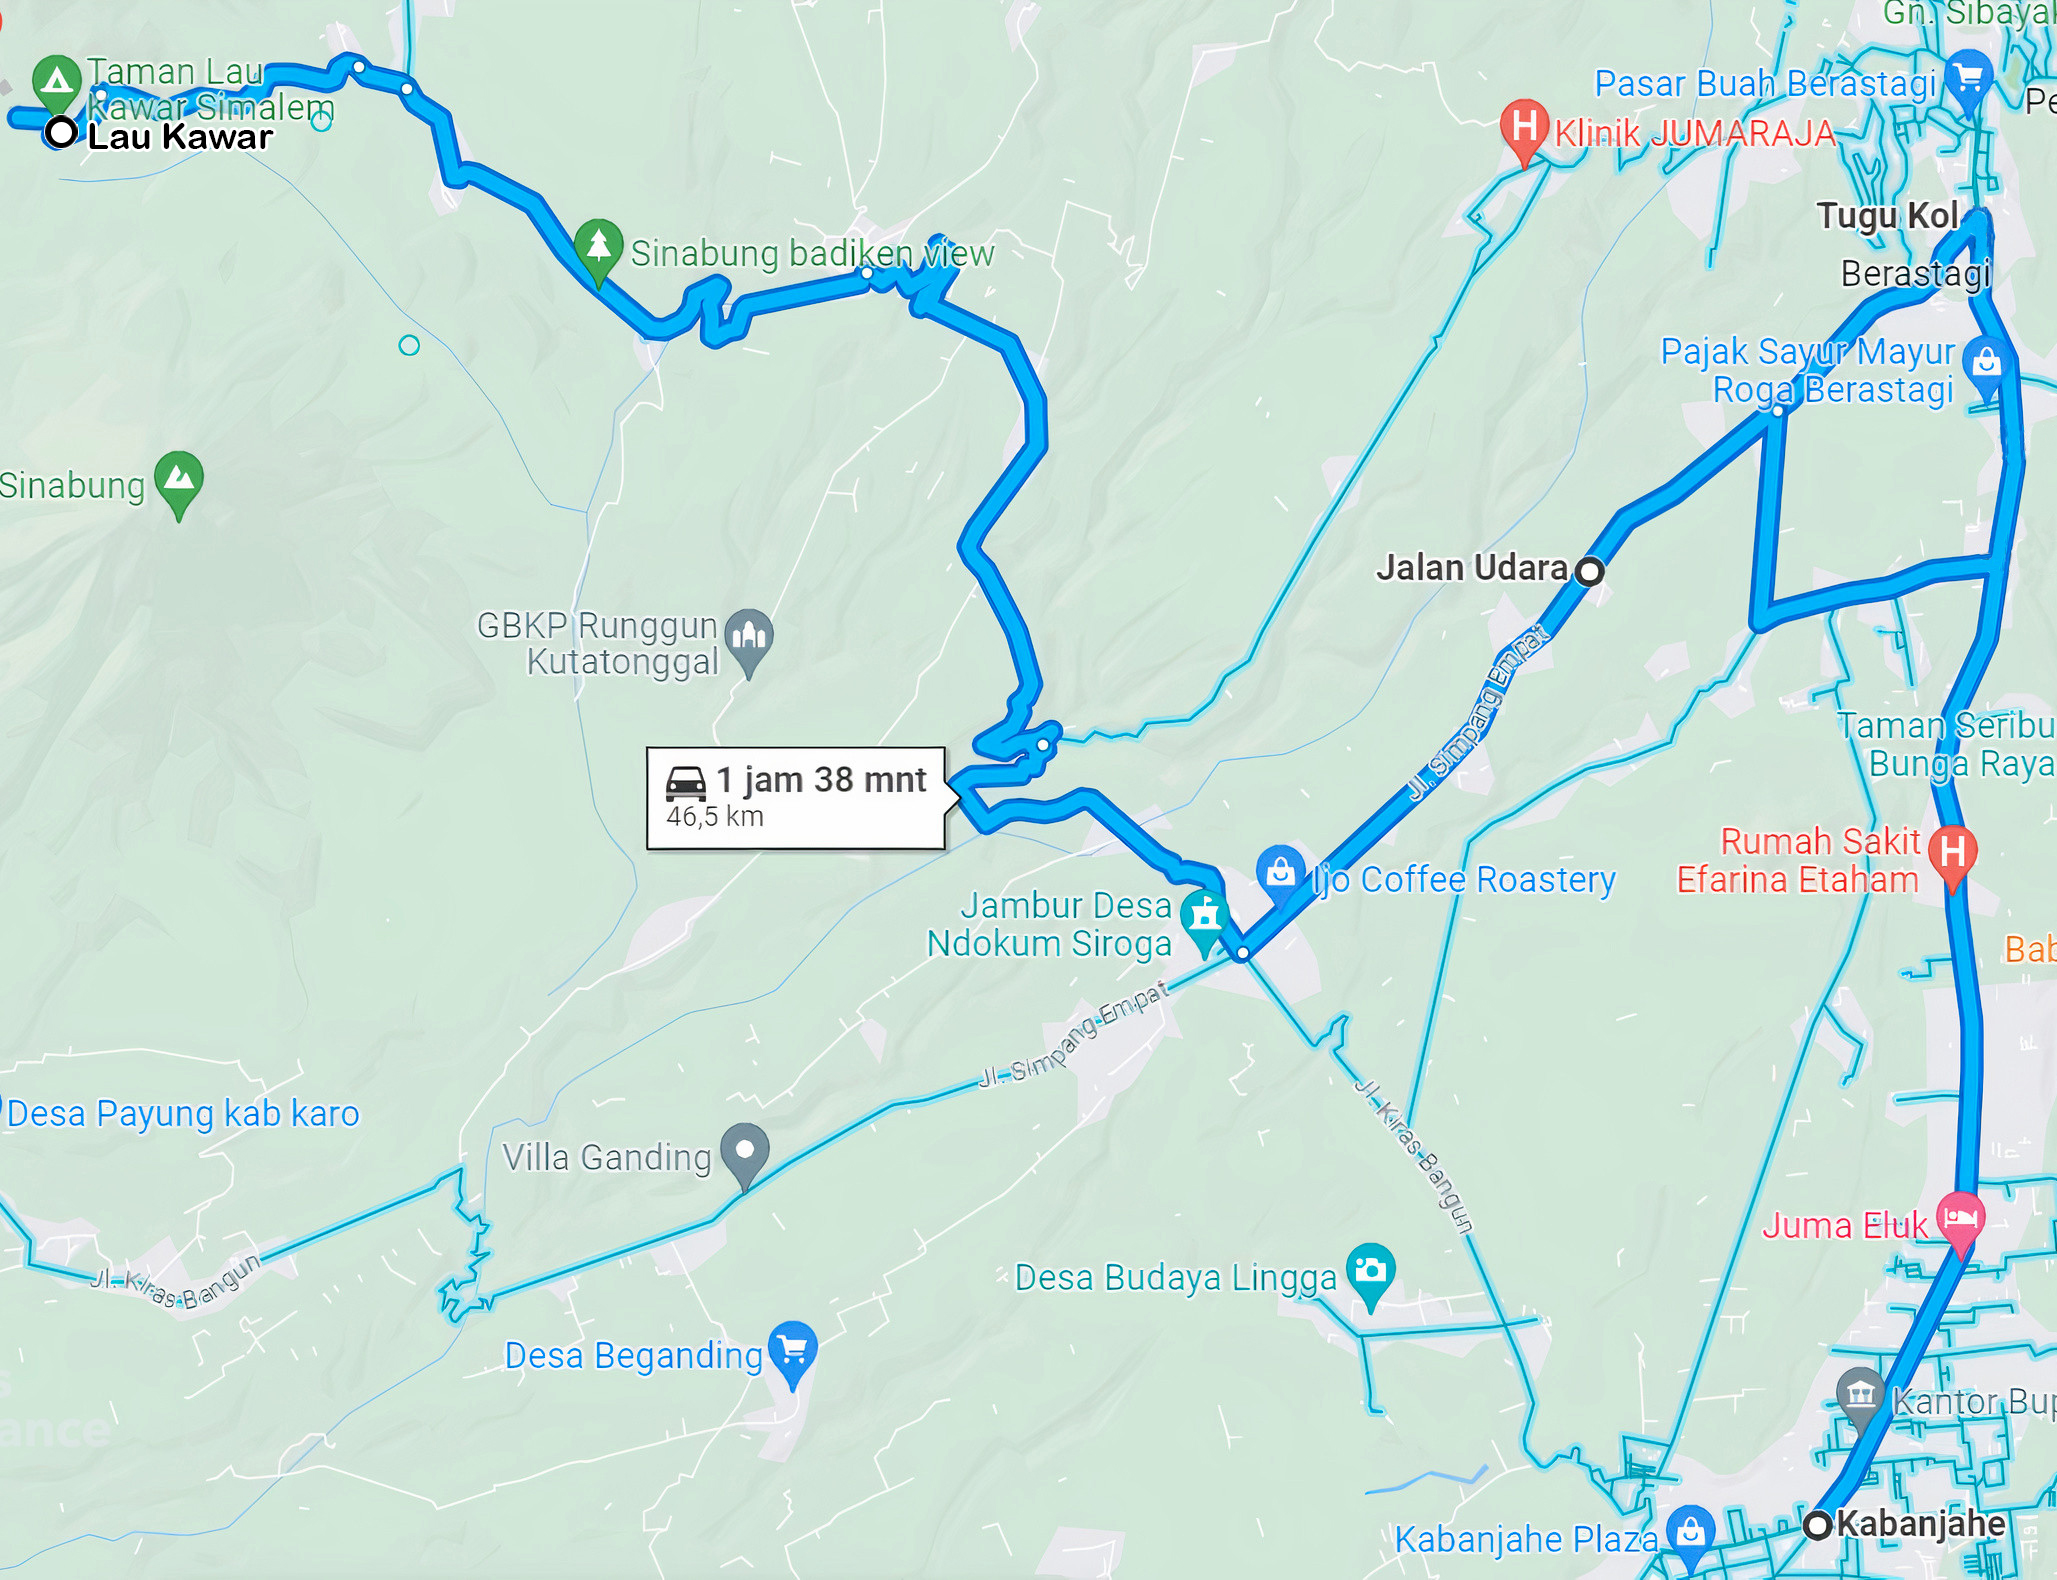 Gn. Sibayak
Taman Lau
Kawar Simalem
Lau Kawar
Pasar Buah Berastagi
Pe
Klinik JUMARAJA
Tugu Kol
Berastagi
Sinabung badiken view
Pajak Sayur Mayur
Roga Berastagi
Sinabung
Jalan Udara
GBKP Runggun
Kutatonggal
Jl. Simpang Empat
Taman Seribu
Bunga Raya
1 jam 38 mnt
46,5 km
Rumah Sakit
Efarina Etaham
Ijo Coffee Roastery
Jambur Desa
Ndokum Siroga
Bab
Jl. Simpang Empat
Jl. Kiras Bangun
Desa Payung kab karo
Villa Ganding
Juma Eluk
Jl. Kiras Bangun
Desa Budaya Lingga
Desa Beganding
Kantor Bup
s
ance
Kabanjahe
Kabanjahe Plaza